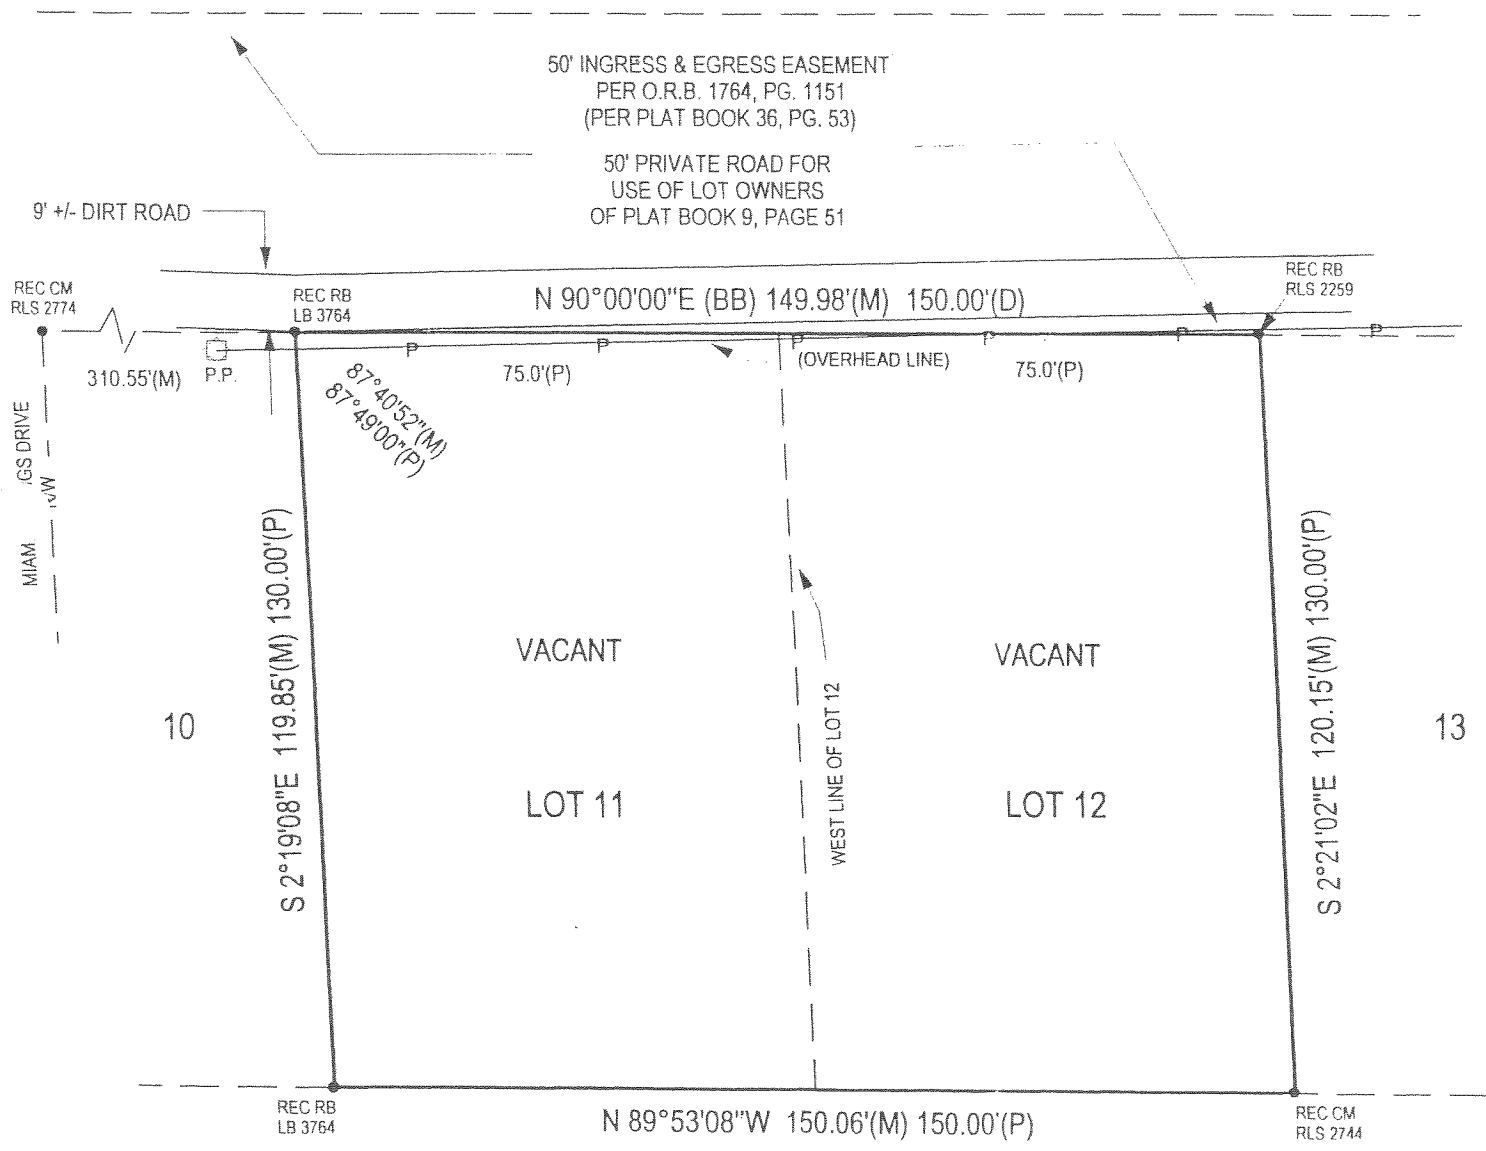 50' INGRESS & EGRESS EASEMENT
PER O.R.B. 1764, PG. 1151
(PER PLAT BOOK 36, PG. 53)
50' PRIVATE ROAD FOR
USE OF LOT OWNERS
OF PLAT BOOK 9, PAGE 51
9' +/- DIRT ROAD
REC CM
RLS 2774
REC RB
LB 3764
N 90°00'00"E (BB) 149.98'(M) 150.00'(D)
REC RB
RLS 2259
310.55'(M)
P.P.
P
P
P
P
P
P
(OVERHEAD LINE)
75.0'(P)
75.0'(P)
87°40'52"(M)
87°49'00"(P)
MIAM
GS DRIVE
S 2°19'08"E 119.85'(M) 130.00'(P)
VACANT
VACANT
S 2°21'02"E 120.15'(M) 130.00'(P)
10
WEST LINE OF LOT 12
13
LOT 11
LOT 12
REC RB
LB 3764
N 89°53'08"W 150.06'(M) 150.00'(P)
REC CM
RLS 2744